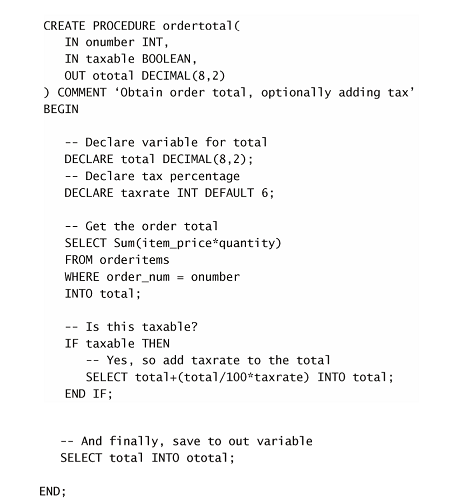 CREATE PROCEDURE ordertotal(
IN onumber INT,
IN taxable BOOLEAN,
OUT ototal DECIMAL(8,2)
) COMMENT ‘Obtain order total, optionally adding tax’
BEGIN
-- Declare variable for total
DECLARE total DECIMAL(8,2);
-- Declare tax percentage
DECLARE taxrate INT DEFAULT 6;
-- Get the order total
SELECT Sum(item_price*quantity)
FROM orderitems
WHERE order_num = onumber
INTO total;
-- Is this taxable?
IF taxable THEN
-- Yes, so add taxrate to the total
SELECT total+(total/100*taxrate) INTO total;
END IF;
-- And finally, save to out variable
SELECT total INTO ototal;
END;